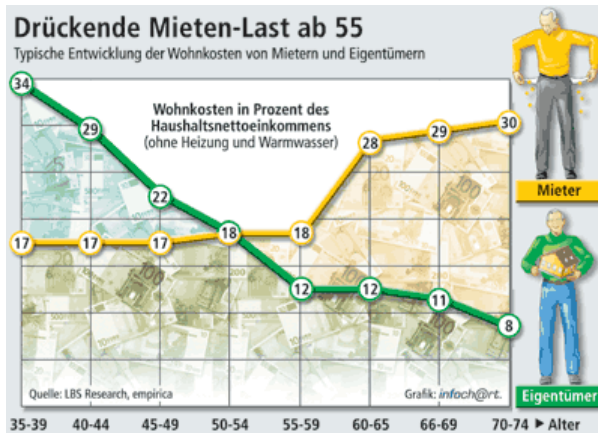 Drückende Mieten-Last ab 55
Typische Entwicklung der Wohnkosten von Mietern und Eigentümern
Wohnkosten in Prozent des
Haushaltsnettoeinkommens
(ohne Heizung und Warmwasser)
34
29
22
18
12
12
11
8
17
17
17
18
28
29
30
Mieter
Eigentümer
Quelle: LBS Research, empirica
Grafik: infoch@rt.
35-39 40-44 45-49 50-54 55-59 60-65 66-69 70-74 ► Alter